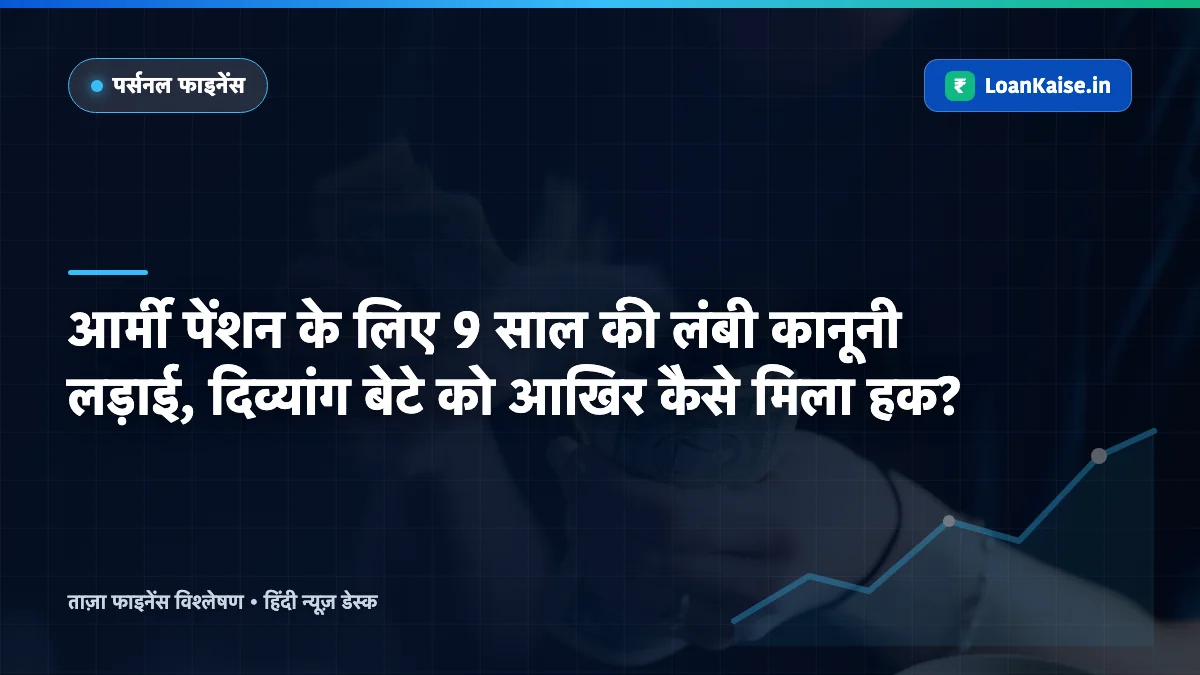 पर्सनल फाइनेंस
₹ LoanKaise.in
आर्मी पेंशन के लिए 9 साल की लंबी कानूनी
लड़ाई, दिव्यांग बेटे को आखिर कैसे मिला हक?
ताज़ा फाइनेंस विश्लेषण • हिंदी न्यूज़ डेस्क